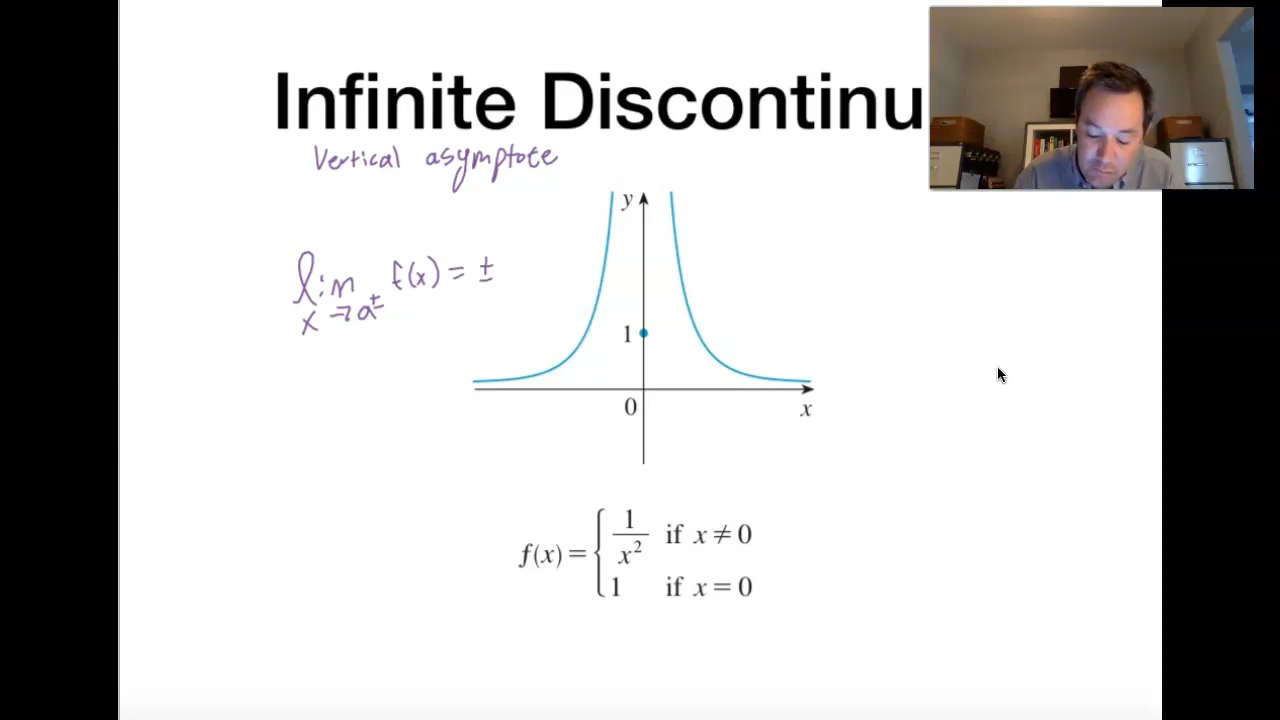 Infinite Discontinu
Vertical asymptote
y
lim f(x) = ±
x→a±
1
0
x
f(x) = { 1/x² if x ≠ 0
1 if x = 0